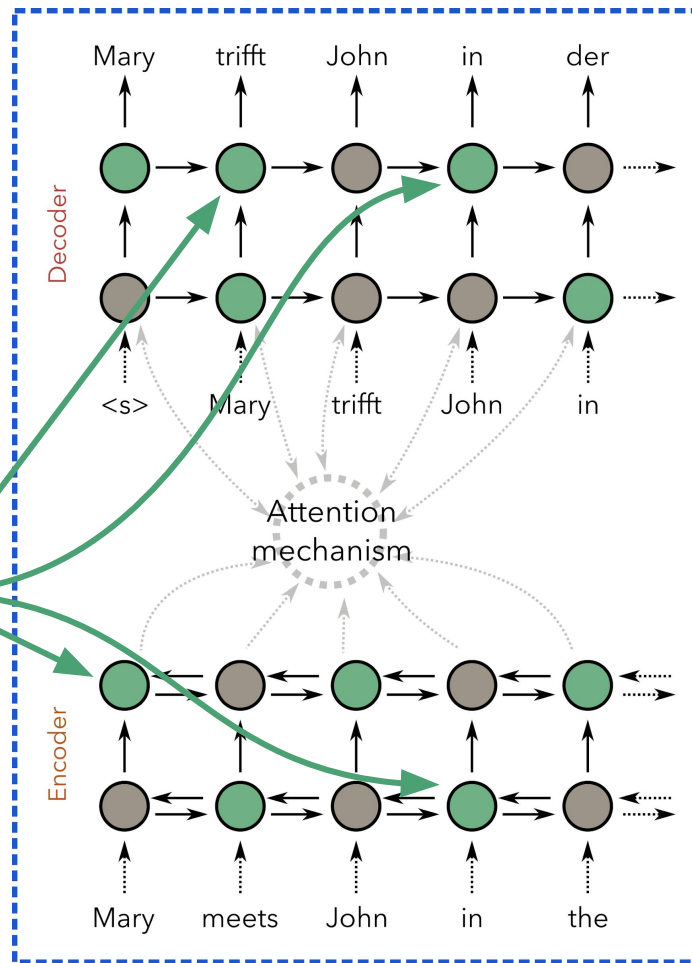 Mary trifft John in der
Decoder
<s> Mary trifft John in
Attention
mechanism
Encoder
Mary meets John in the